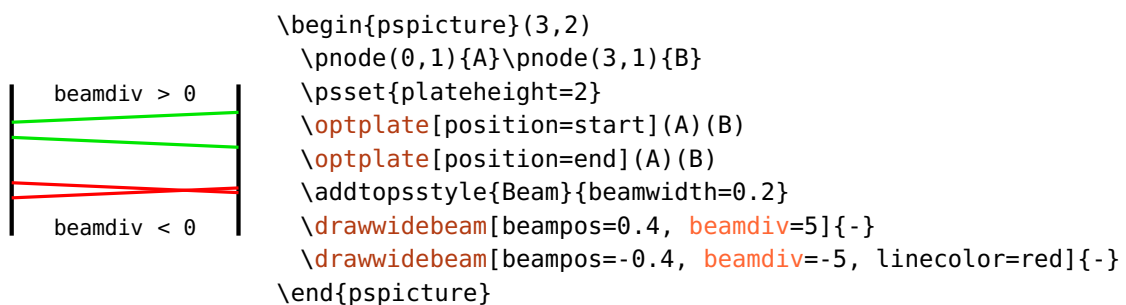 beamdiv > 0
beamdiv < 0
\begin{pspicture}(3,2)
  \pnode(0,1){A}\pnode(3,1){B}
  \psset{plateheight=2}
  \optplate[position=start](A)(B)
  \optplate[position=end](A)(B)
  \addtopsstyle{Beam}{beamwidth=0.2}
  \drawwidebeam[beampos=0.4, beamdiv=5]{-}
  \drawwidebeam[beampos=-0.4, beamdiv=-5, linecolor=red]{-}
\end{pspicture}